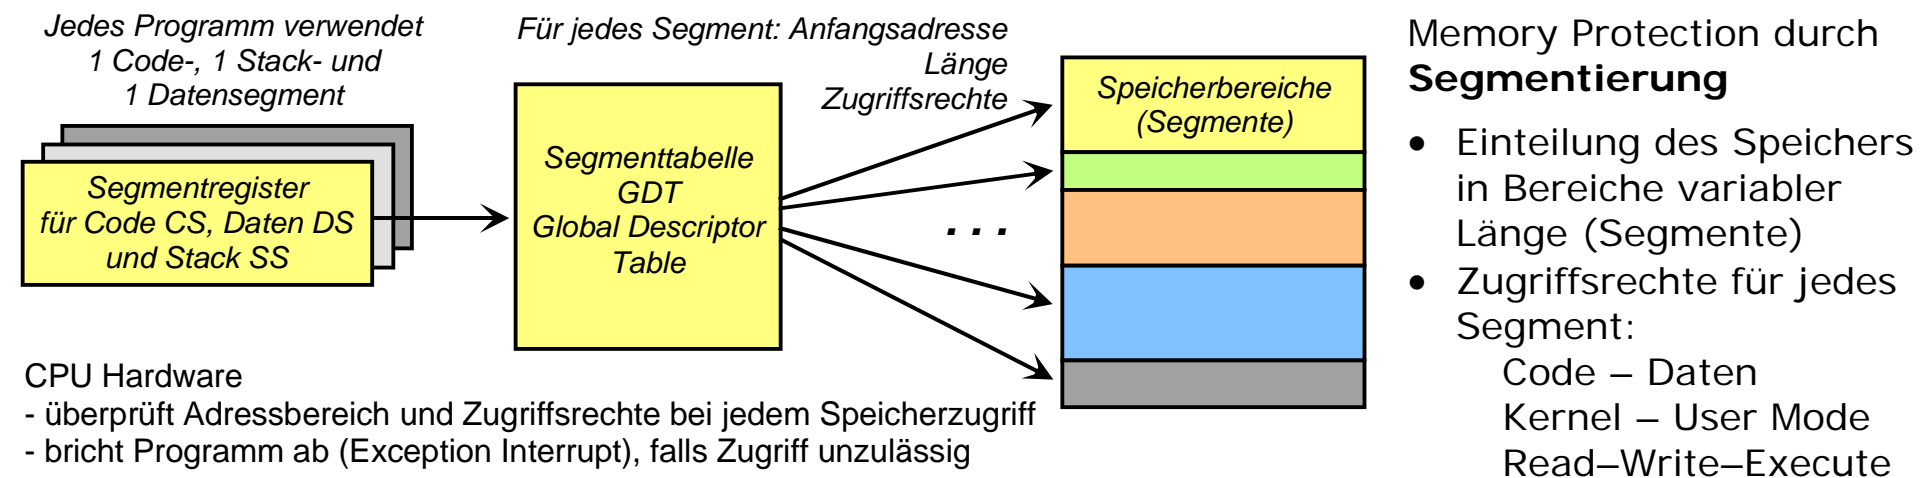 Jedes Programm verwendet
1 Code-, 1 Stack- und
1 Datensegment
Segmentregister
für Code CS, Daten DS
und Stack SS
Für jedes Segment: Anfangsadresse
Länge
Zugriffsrechte
Segmenttabelle
GDT
Global Descriptor
Table
. . .
Speicherbereiche
(Segmente)
CPU Hardware
- überprüft Adressbereich und Zugriffsrechte bei jedem Speicherzugriff
- bricht Programm ab (Exception Interrupt), falls Zugriff unzulässig
Memory Protection durch
Segmentierung
• Einteilung des Speichers
in Bereiche variabler
Länge (Segmente)
• Zugriffsrechte für jedes
Segment:
Code – Daten
Kernel – User Mode
Read–Write–Execute